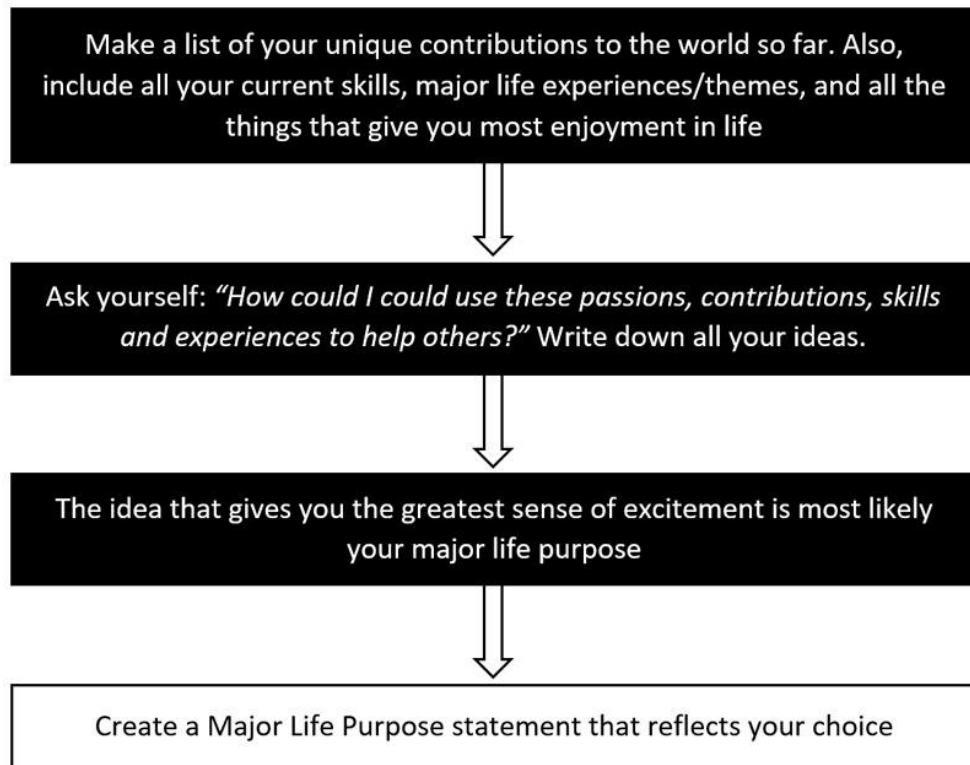 Make a list of your unique contributions to the world so far. Also,
include all your current skills, major life experiences/themes, and all the
things that give you most enjoyment in life
Ask yourself: “How could I could use these passions, contributions, skills
and experiences to help others?” Write down all your ideas.
The idea that gives you the greatest sense of excitement is most likely
your major life purpose
Create a Major Life Purpose statement that reflects your choice